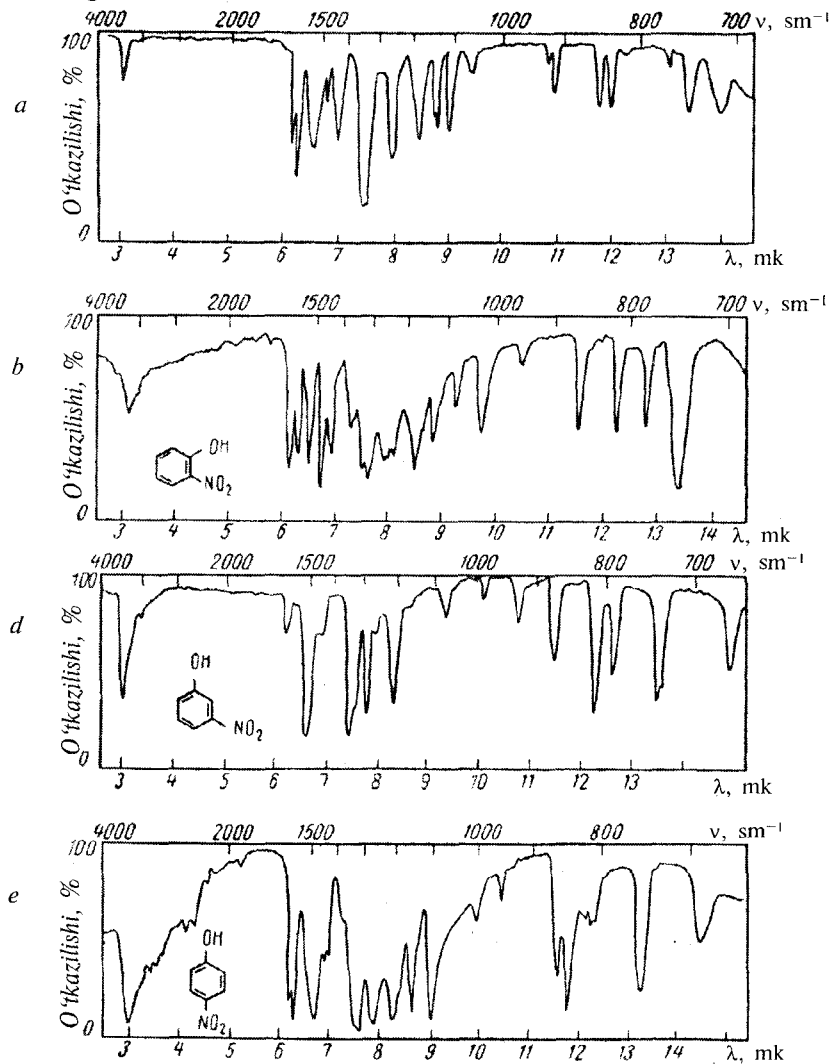 4000 3000 2000 1500 1000 900 800 700 ν, sm⁻¹
100
a
O'tkazilishi, %
0
3 4 5 6 7 8 9 10 11 12 13 λ, mk
4000 2000 1500 1000 800 700 ν, sm⁻¹
100
b
O'tkazilishi, %
OH
NO₂
0
3 4 5 6 7 8 9 10 11 12 13 14 λ, mk
4000 2000 1500 1000 800 700 ν, sm⁻¹
100
d
O'tkazilishi, %
OH
NO₂
0
3 4 5 6 7 8 9 10 11 12 13 λ, mk
4000 2000 1500 1000 800 ν, sm⁻¹
100
e
O'tkazilishi, %
OH
NO₂
0
3 4 5 6 7 8 9 10 11 12 13 14 λ, mk